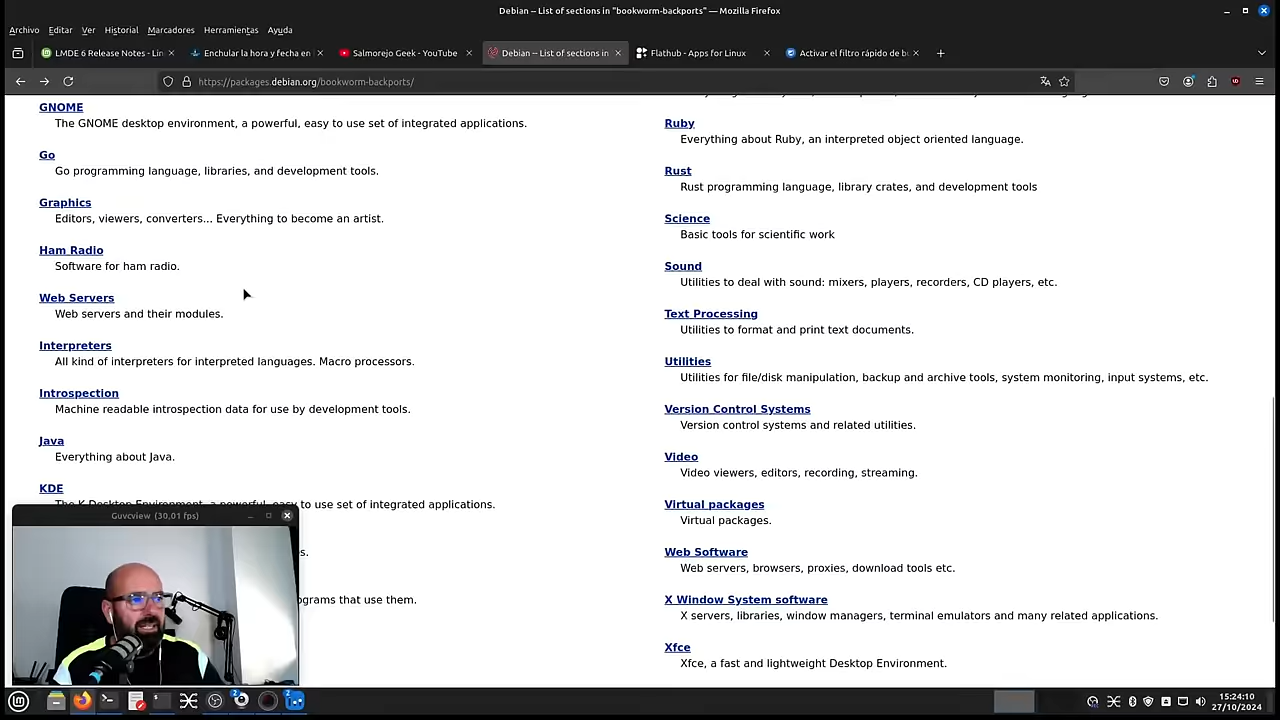 Debian -- List of sections in "bookworm-backports" — Mozilla Firefox
Archivo Editar Ver Historial Marcadores Herramientas Ayuda
LMDE 6 Release Notes - Lin
Enchular la hora y fecha en
Salmorejo Geek - YouTube
Debian -- List of sections in
Flathub - Apps for Linux
Activar el filtro rápido de b
https://packages.debian.org/bookworm-backports/
GNOME
The GNOME desktop environment, a powerful, easy to use set of integrated applications.
Go
Go programming language, libraries, and development tools.
Graphics
Editors, viewers, converters... Everything to become an artist.
Ham Radio
Software for ham radio.
Web Servers
Web servers and their modules.
Interpreters
All kind of interpreters for interpreted languages. Macro processors.
Introspection
Machine readable introspection data for use by development tools.
Java
Everything about Java.
KDE
The K Desktop Environment, a powerful, easy to use set of integrated applications.
s.
ograms that use them.
Ruby
Everything about Ruby, an interpreted object oriented language.
Rust
Rust programming language, library crates, and development tools
Science
Basic tools for scientific work
Sound
Utilities to deal with sound: mixers, players, recorders, CD players, etc.
Text Processing
Utilities to format and print text documents.
Utilities
Utilities for file/disk manipulation, backup and archive tools, system monitoring, input systems, etc.
Version Control Systems
Version control systems and related utilities.
Video
Video viewers, editors, recording, streaming.
Virtual packages
Virtual packages.
Web Software
Web servers, browsers, proxies, download tools etc.
X Window System software
X servers, libraries, window managers, terminal emulators and many related applications.
Xfce
Xfce, a fast and lightweight Desktop Environment.
Guvcview (30,01 fps)
2
2
15:24:10
27/10/2024